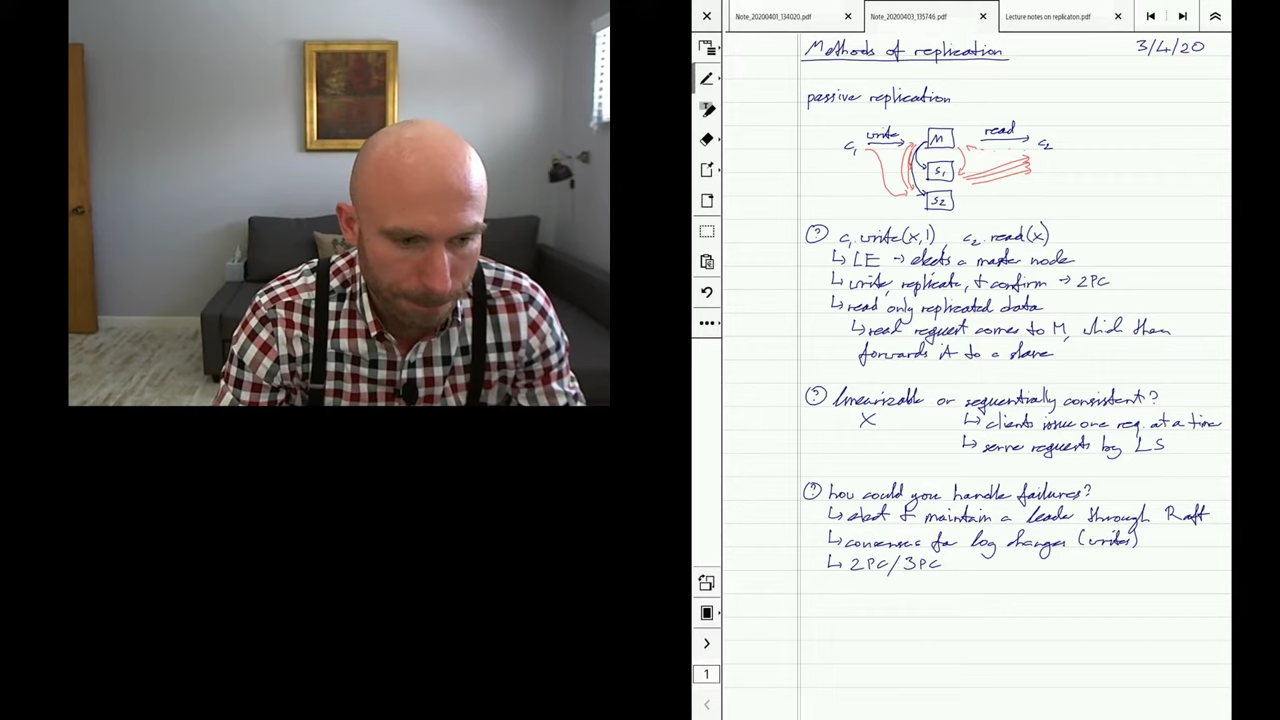 Note_20200401_134020.pdf
Note_20200403_135746.pdf
Lecture notes on replicaton.pdf
Methods of replication 3/4/20
passive replication
C1 write M read C2
S1
S2
? C1.write(x,1), C2.read(x)
↳ LE → elects a master node
↳ write, replicate, + confirm → 2PC
↳ read only replicated data
↳ read request comes to M, which then
forwards it to a slave
? linearizable or sequentially consistent?
X ↳ clients issue one req. at a time
↳ serve requests by LS
? how could you handle failures?
↳ elect + maintain a leader through Raft
↳ consensus for log changes (writes)
↳ 2PC/3PC
1